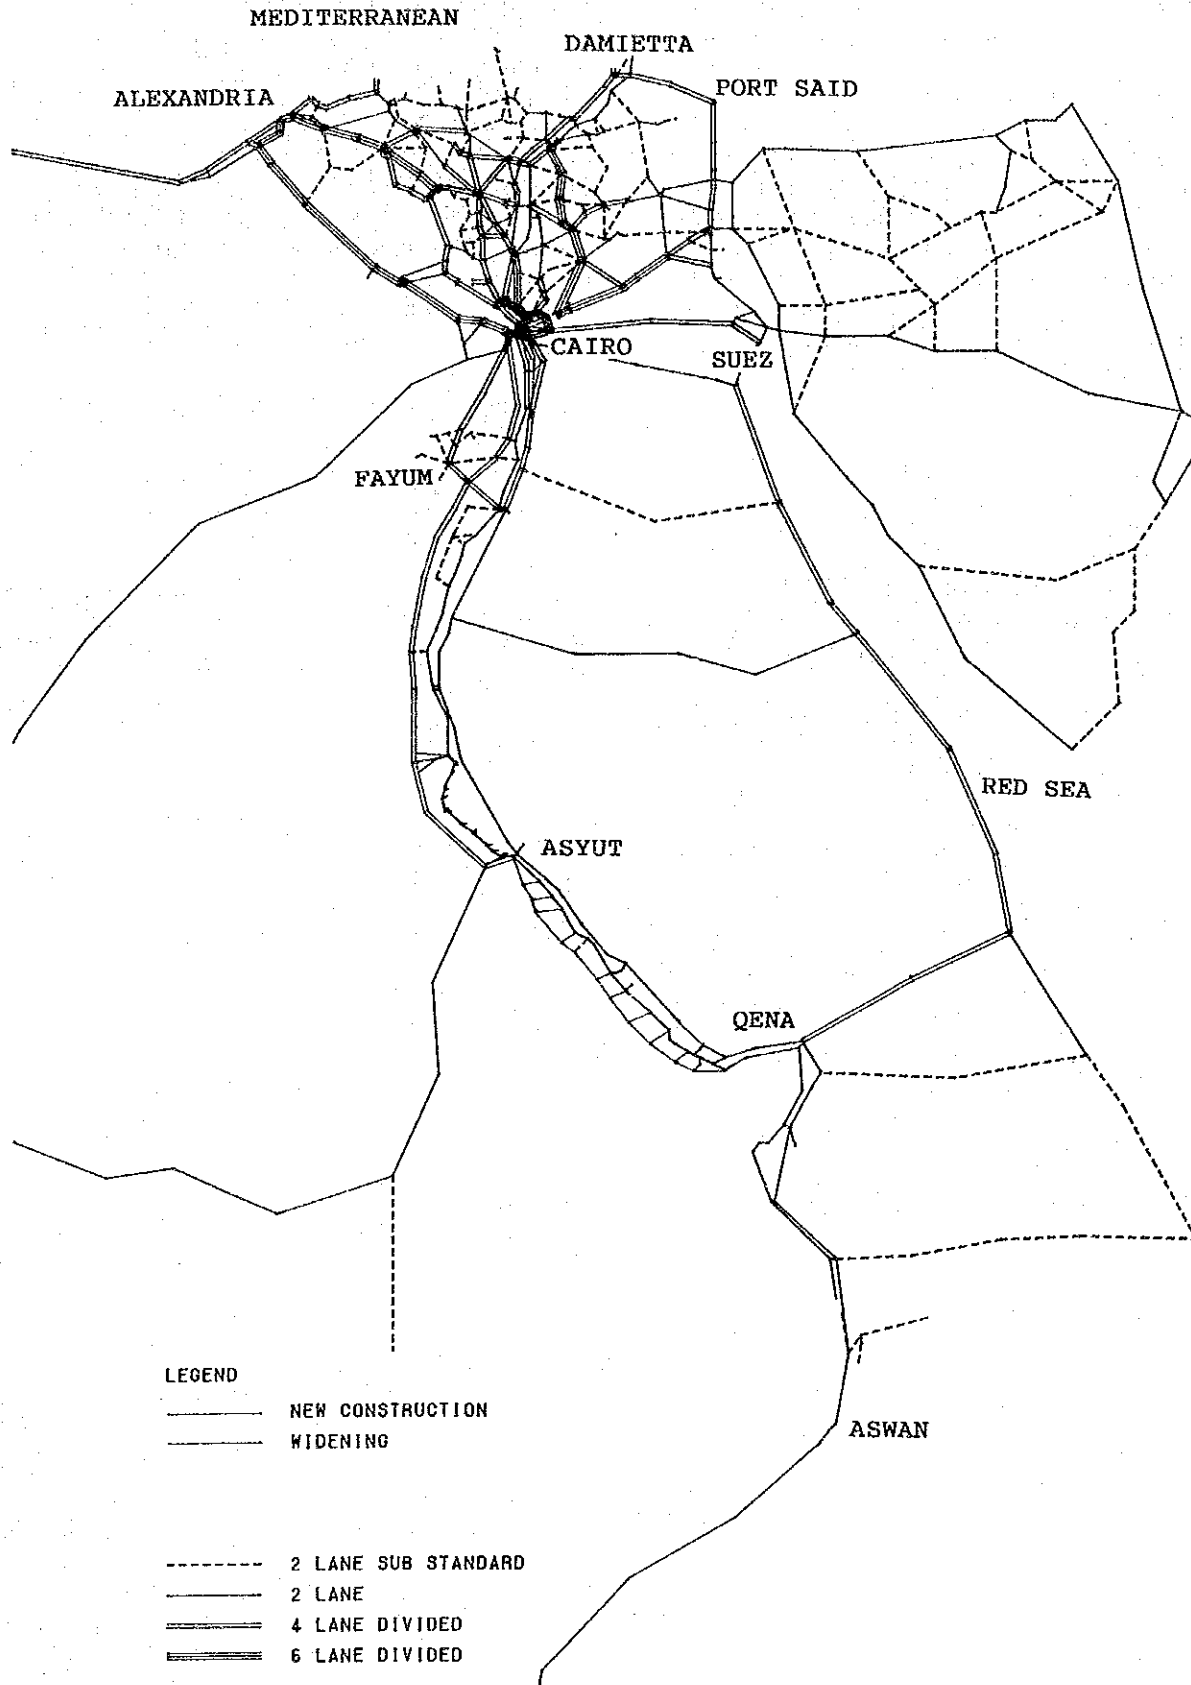 MEDITERRANEAN
DAMIETTA
ALEXANDRIA
PORT SAID
CAIRO
SUEZ
FAYUM
RED SEA
ASYUT
QENA
LEGEND
NEW CONSTRUCTION
WIDENING
ASWAN
2 LANE SUB STANDARD
2 LANE
4 LANE DIVIDED
6 LANE DIVIDED